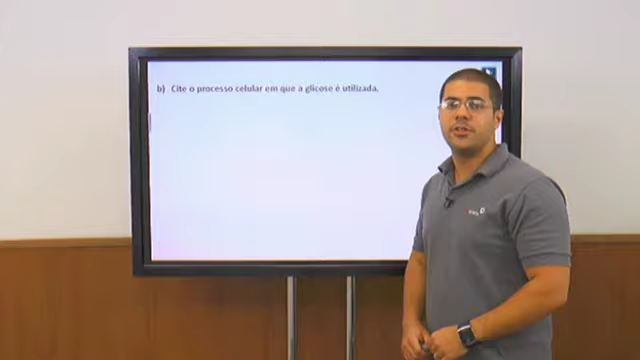 b) Cite o processo celular em que a glicose é utilizada.